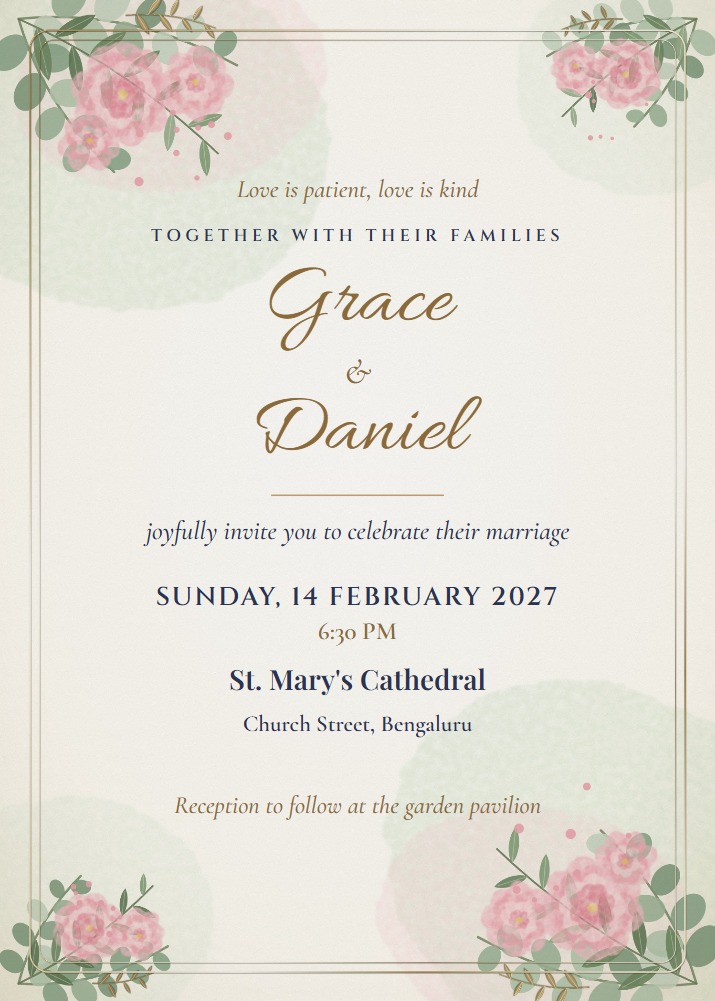 Love is patient, love is kind
TOGETHER WITH THEIR FAMILIES
Grace
&
Daniel
joyfully invite you to celebrate their marriage
SUNDAY, 14 FEBRUARY 2027
6:30 PM
St. Mary's Cathedral
Church Street, Bengaluru
Reception to follow at the garden pavilion